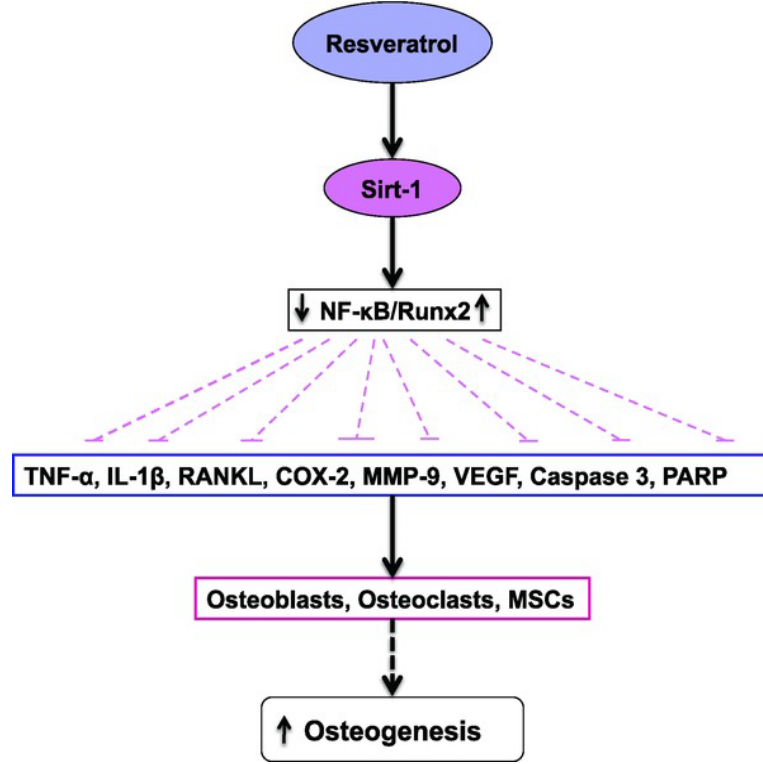 Resveratrol
Sirt-1
↓ NF-κB/Runx2 ↑
TNF-α, IL-1β, RANKL, COX-2, MMP-9, VEGF, Caspase 3, PARP
Osteoblasts, Osteoclasts, MSCs
↑ Osteogenesis